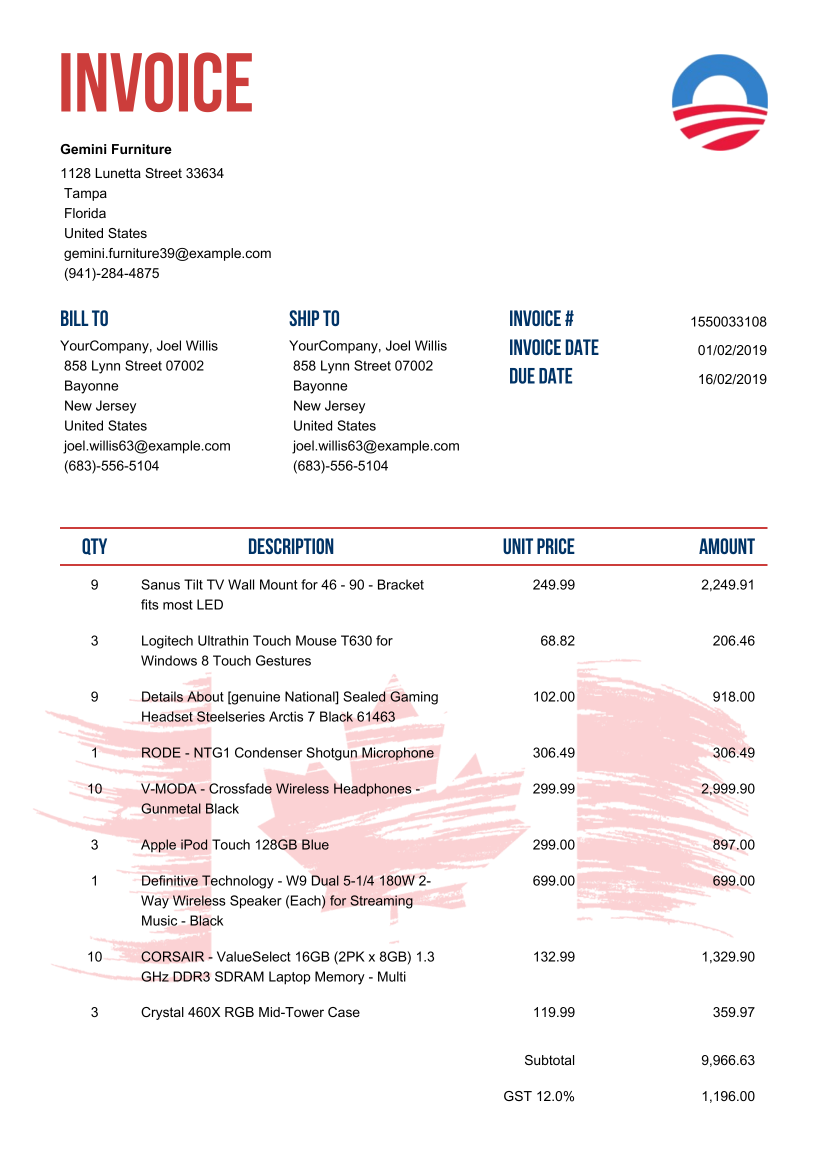 INVOICE
Gemini Furniture
1128 Lunetta Street 33634
Tampa
Florida
United States
gemini.furniture39@example.com
(941)-284-4875
BILL TO
YourCompany, Joel Willis
858 Lynn Street 07002
Bayonne
New Jersey
United States
joel.willis63@example.com
(683)-556-5104
SHIP TO
YourCompany, Joel Willis
858 Lynn Street 07002
Bayonne
New Jersey
United States
joel.willis63@example.com
(683)-556-5104
INVOICE # 1550033108
INVOICE DATE 01/02/2019
DUE DATE 16/02/2019
QTY DESCRIPTION UNIT PRICE AMOUNT
9 Sanus Tilt TV Wall Mount for 46 - 90 - Bracket 249.99 2,249.91
fits most LED
3 Logitech Ultrathin Touch Mouse T630 for 68.82 206.46
Windows 8 Touch Gestures
9 Details About [genuine National] Sealed Gaming 102.00 918.00
Headset Steelseries Arctis 7 Black 61463
1 RODE - NTG1 Condenser Shotgun Microphone 306.49 306.49
10 V-MODA - Crossfade Wireless Headphones - 299.99 2,999.90
Gunmetal Black
3 Apple iPod Touch 128GB Blue 299.00 897.00
1 Definitive Technology - W9 Dual 5-1/4 180W 2- 699.00 699.00
Way Wireless Speaker (Each) for Streaming
Music - Black
10 CORSAIR - ValueSelect 16GB (2PK x 8GB) 1.3 132.99 1,329.90
GHz DDR3 SDRAM Laptop Memory - Multi
3 Crystal 460X RGB Mid-Tower Case 119.99 359.97
Subtotal 9,966.63
GST 12.0% 1,196.00